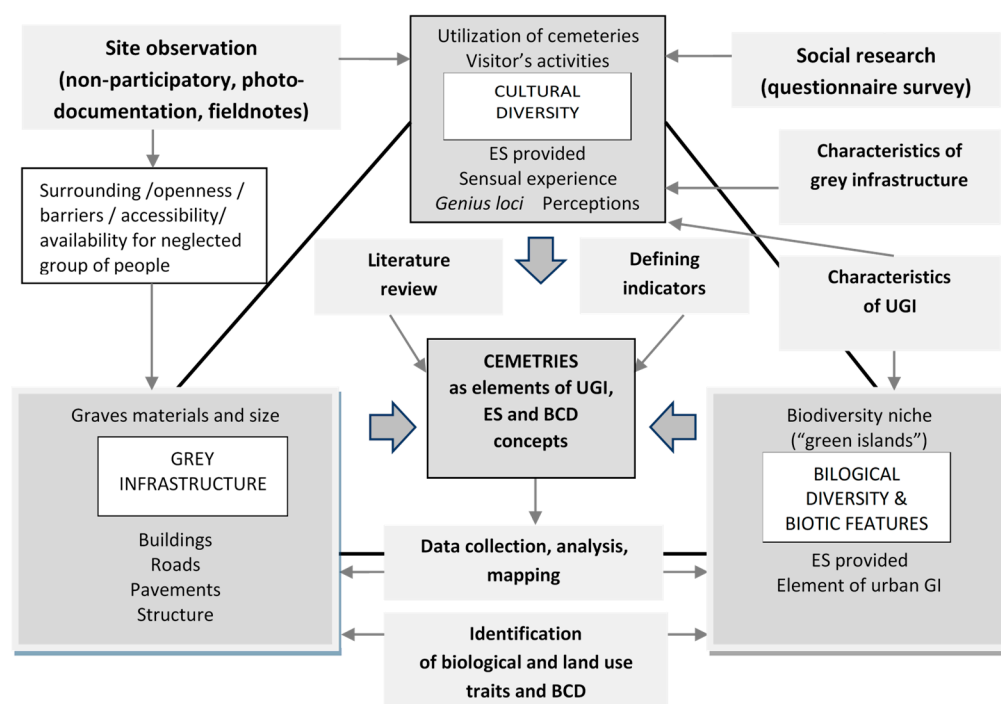 Site observation
(non-participatory, photo-
documentation, fieldnotes)
Utilization of cemeteries
Visitor's activities
CULTURAL
DIVERSITY
ES provided
Sensual experience
Genius loci Perceptions
Social research
(questionnaire survey)
Characteristics of
grey infrastructure
Surrounding /openness /
barriers / accessibility/
availability for neglected
group of people
Literature
review
Defining
indicators
Characteristics
of UGI
CEMETRIES
as elements of UGI,
ES and BCD
concepts
Graves materials and size
GREY
INFRASTRUCTURE
Buildings
Roads
Pavements
Structure
Biodiversity niche
(“green islands”)
BILOGICAL
DIVERSITY &
BIOTIC FEATURES
ES provided
Element of urban GI
Data collection, analysis,
mapping
Identification
of biological and land use
traits and BCD